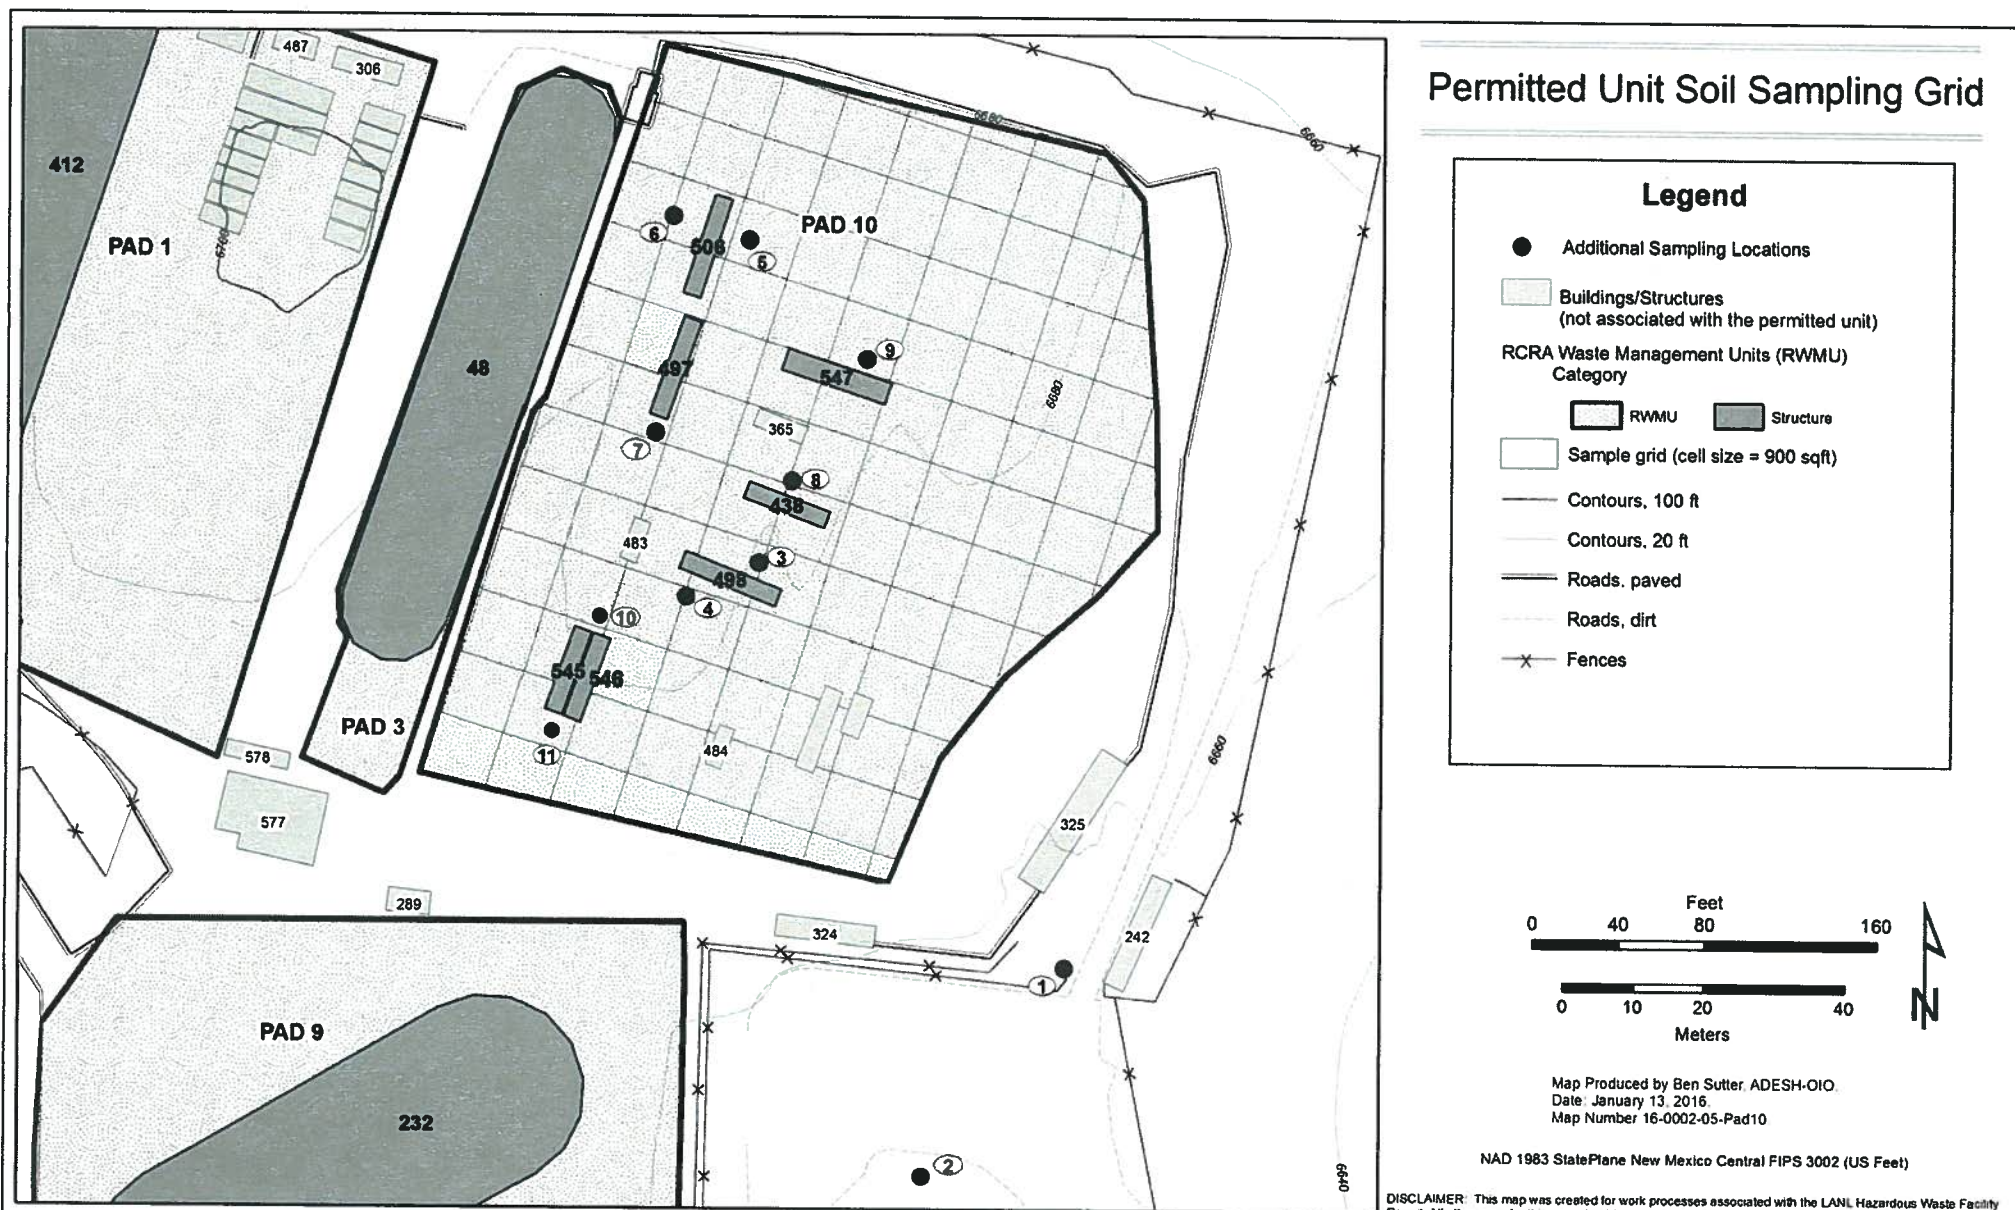 Permitted Unit Soil Sampling Grid
Legend
Additional Sampling Locations
Buildings/Structures
(not associated with the permitted unit)
RCRA Waste Management Units (RWMU)
Category
RWMU
Structure
Sample grid (cell size = 900 sqft)
Contours, 100 ft
Contours, 20 ft
Roads, paved
Roads, dirt
Fences
487
306
412
PAD 1
6700
48
PAD 3
578
577
289
PAD 9
232
6680
6660
PAD 10
6
506
5
497
9
547
6680
365
7
8
438
483
3
498
4
10
545
546
11
484
6660
325
324
242
1
2
6640
Feet
0 40 80 160
0 10 20 40
Meters
N
Map Produced by Ben Sutter, ADESH-OIO.
Date: January 13, 2016.
Map Number 16-0002-05-Pad10
NAD 1983 StatePlane New Mexico Central FIPS 3002 (US Feet)
DISCLAIMER: This map was created for work processes associated with the LANL Hazardous Waste Facility